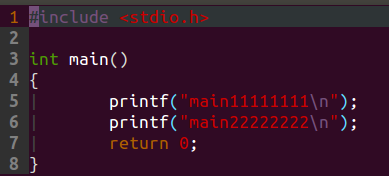 1 #include <stdio.h>
2
3 int main()
4 {
5         printf("main11111111\n");
6         printf("main22222222\n");
7         return 0;
8 }